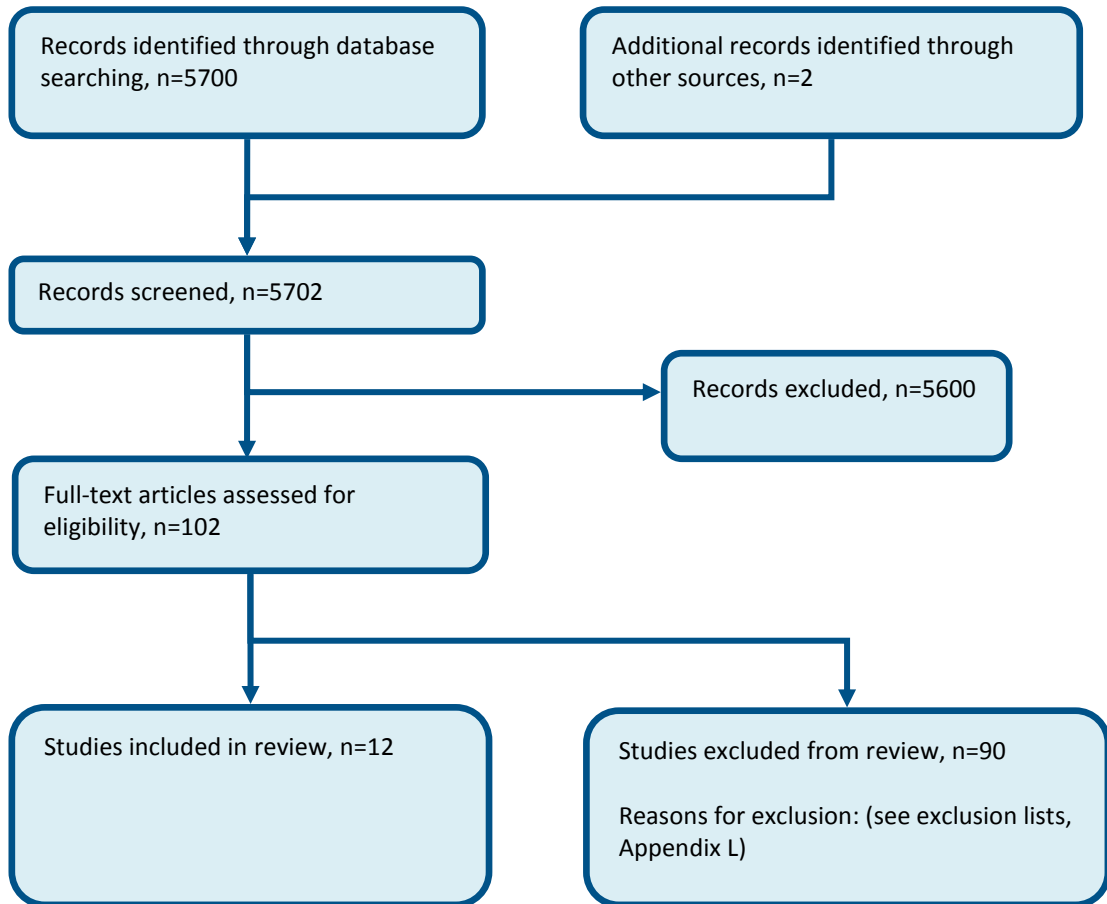 Records identified through database
searching, n=5700
Additional records identified through
other sources, n=2
Records screened, n=5702
Records excluded, n=5600
Full-text articles assessed for
eligibility, n=102
Studies included in review, n=12
Studies excluded from review, n=90
Reasons for exclusion: (see exclusion lists,
Appendix L)